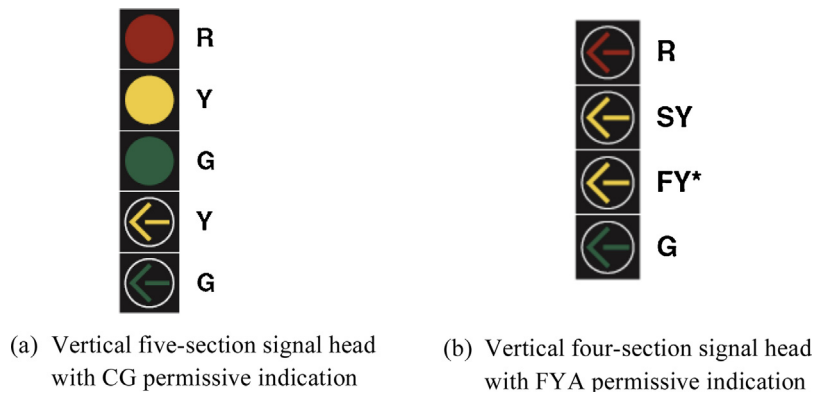 R
Y
G
Y
G
(a) Vertical five-section signal head
with CG permissive indication
R
SY
FY*
G
(b) Vertical four-section signal head
with FYA permissive indication